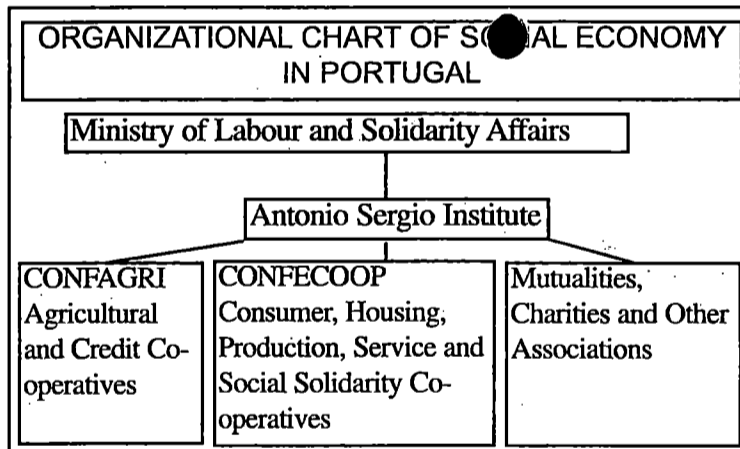 ORGANIZATIONAL CHART OF SOCIAL ECONOMY
IN PORTUGAL
Ministry of Labour and Solidarity Affairs
Antonio Sergio Institute
CONFAGRI
Agricultural
and Credit Co-
operatives
CONFECOOP
Consumer, Housing,
Production, Service and
Social Solidarity Co-
operatives
Mutualities,
Charities and Other
Associations